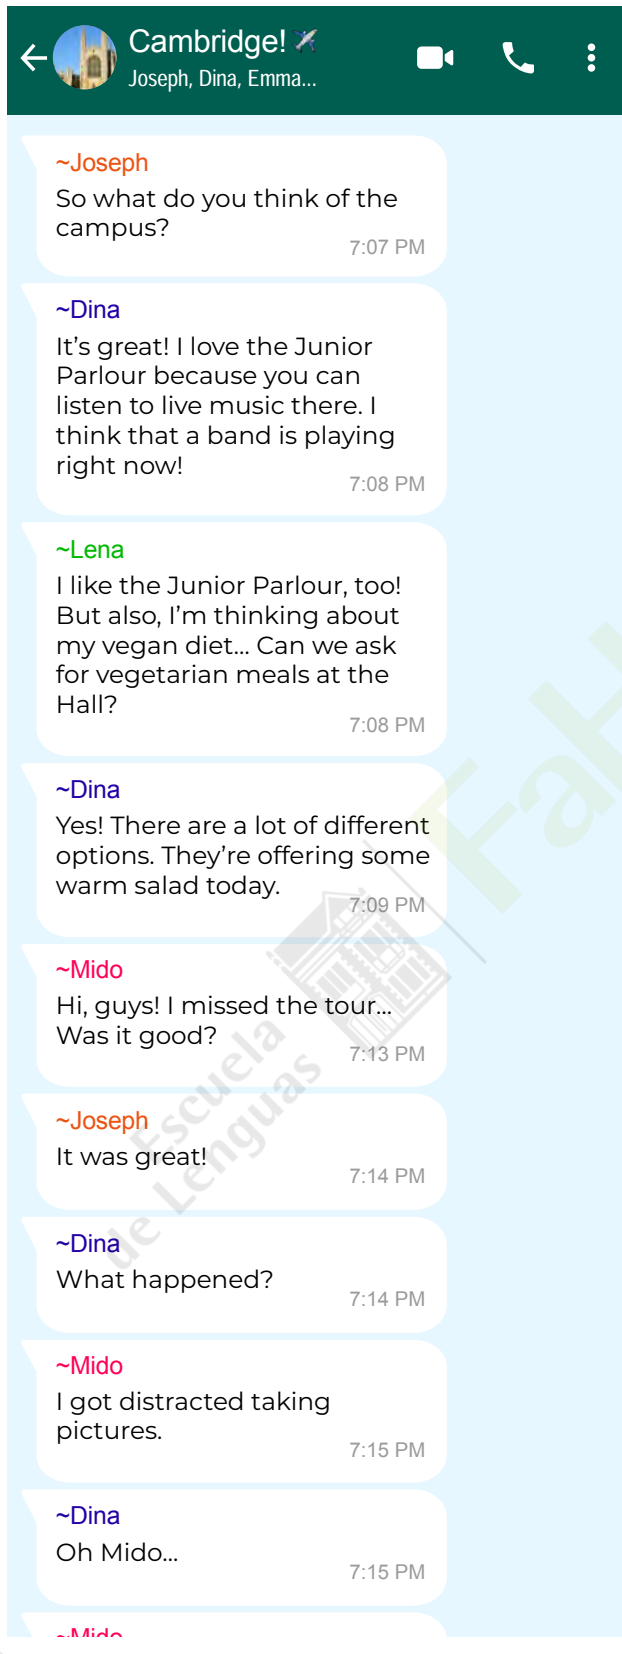 Cambridge!
Joseph, Dina, Emma...
~Joseph
So what do you think of the
campus?
7:07 PM
~Dina
It's great! I love the Junior
Parlour because you can
listen to live music there. I
think that a band is playing
right now!
7:08 PM
~Lena
I like the Junior Parlour, too!
But also, I'm thinking about
my vegan diet... Can we ask
for vegetarian meals at the
Hall?
7:08 PM
~Dina
Yes! There are a lot of different
options. They're offering some
warm salad today.
7:09 PM
~Mido
Hi, guys! I missed the tour...
Was it good?
7:13 PM
~Joseph
It was great!
7:14 PM
~Dina
What happened?
7:14 PM
~Mido
I got distracted taking
pictures.
7:15 PM
~Dina
Oh Mido...
7:15 PM
~Mido
Escuela
de Lenguas
FaH